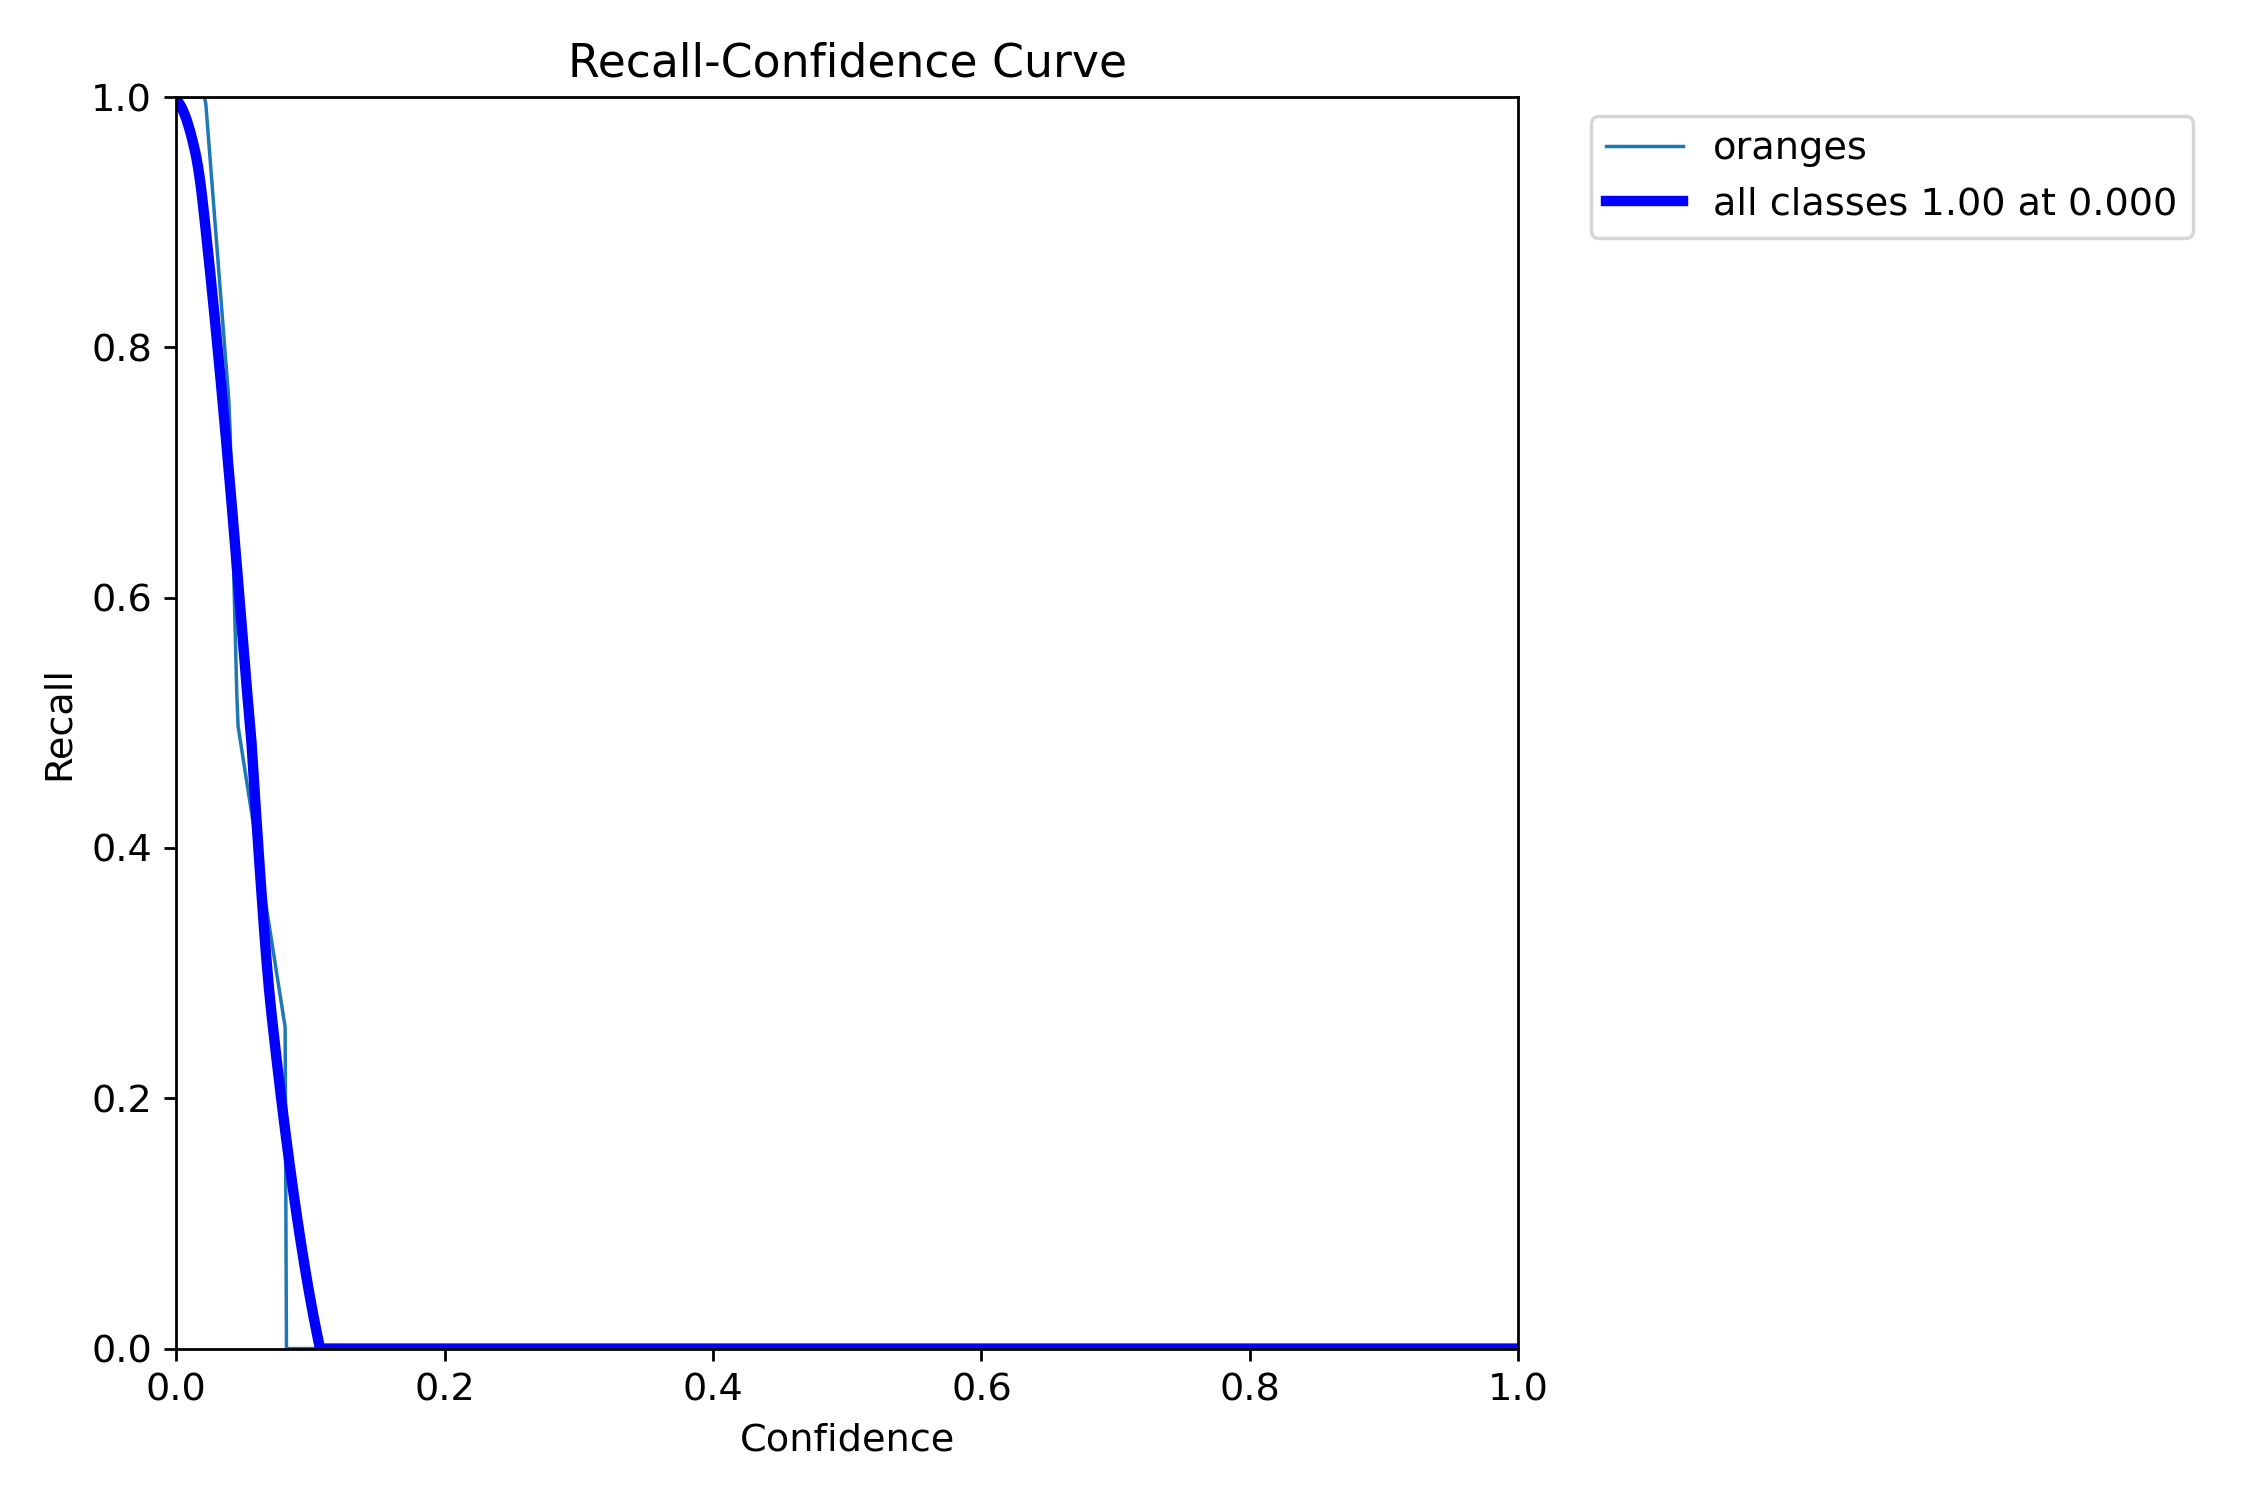 Recall-Confidence Curve
1.0
0.8
0.6
0.4
0.2
0.0
Recall
0.0 0.2 0.4 0.6 0.8 1.0
Confidence
oranges
all classes 1.00 at 0.000